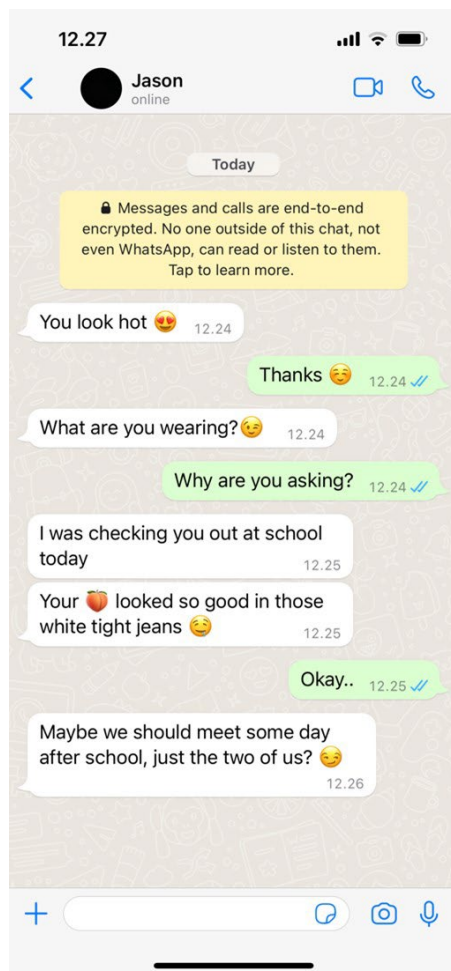 12.27
Jason
online
Today
🔒 Messages and calls are end-to-end
encrypted. No one outside of this chat, not
even WhatsApp, can read or listen to them.
Tap to learn more.
You look hot 😍 12.24
Thanks ☺️ 12.24
What are you wearing?😉 12.24
Why are you asking? 12.24
I was checking you out at school
today 12.25
Your 🍑 looked so good in those
white tight jeans 🤤 12.25
Okay.. 12.25
Maybe we should meet some day
after school, just the two of us? 😏
12.26